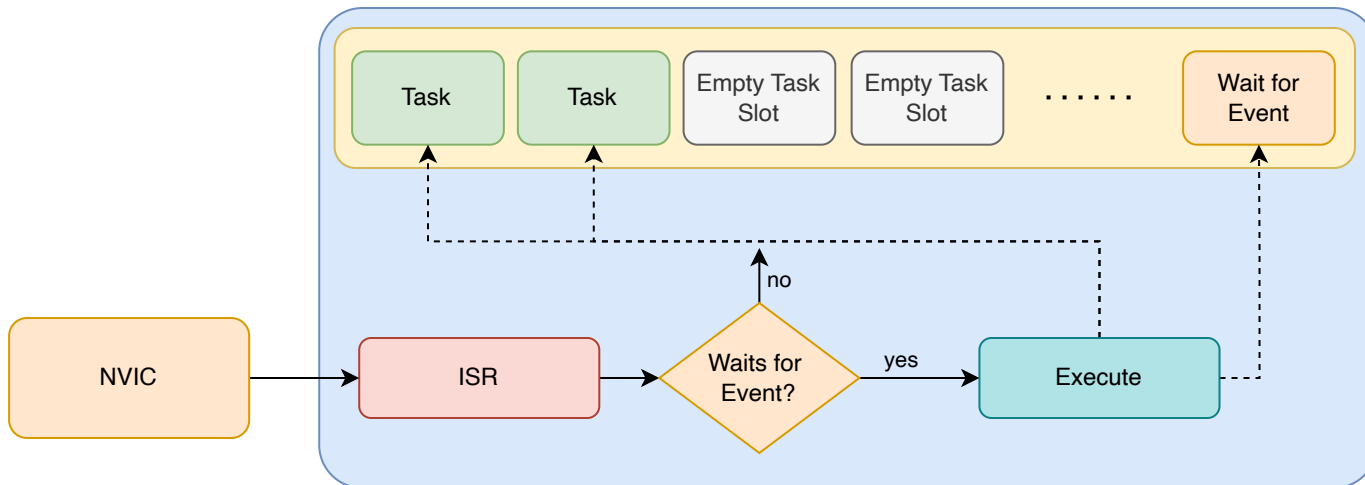 Task
Task
Empty Task
Slot
Empty Task
Slot
. . . . . .
Wait for
Event
no
NVIC
ISR
Waits for
Event?
yes
Execute